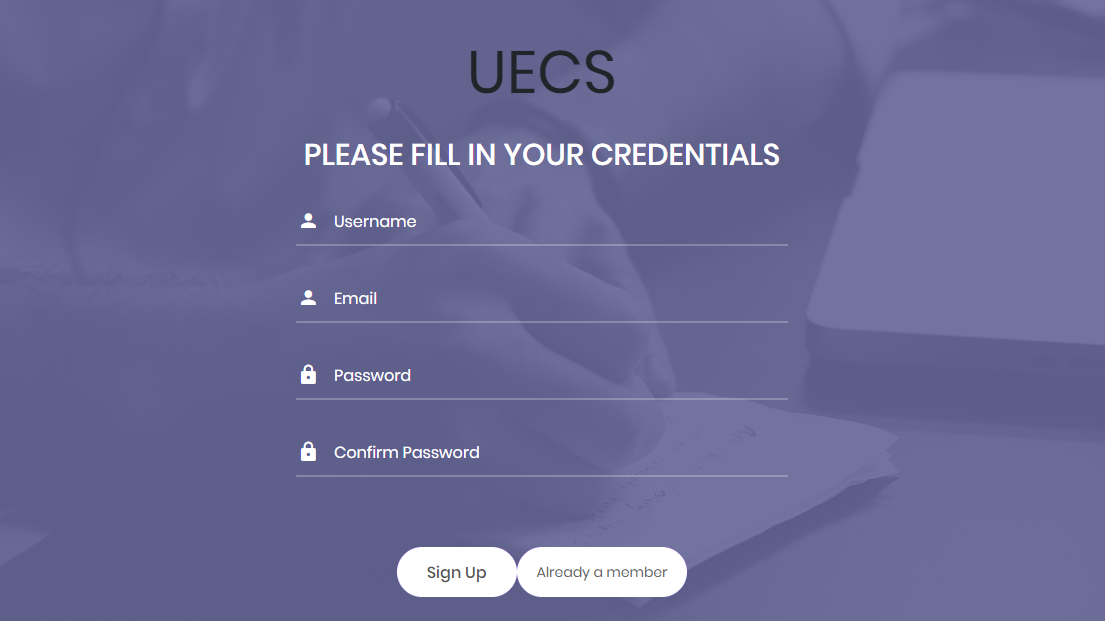 UECS
PLEASE FILL IN YOUR CREDENTIALS
Username
Email
Password
Confirm Password
Sign Up
Already a member